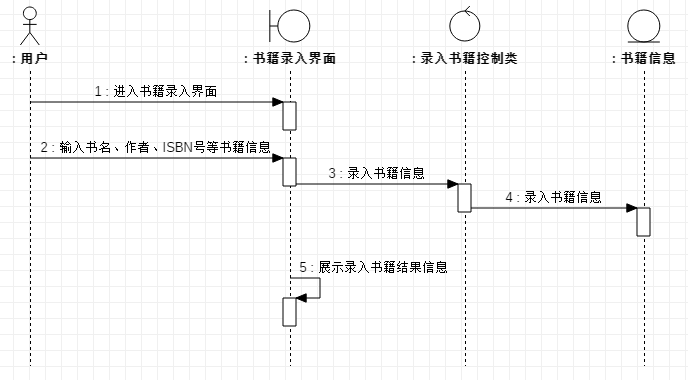 : 用户
: 书籍录入界面
: 录入书籍控制类
: 书籍信息
1 : 进入书籍录入界面
2 : 输入书名、作者、ISBN号等书籍信息
3 : 录入书籍信息
4 : 录入书籍信息
5 : 展示录入书籍结果信息